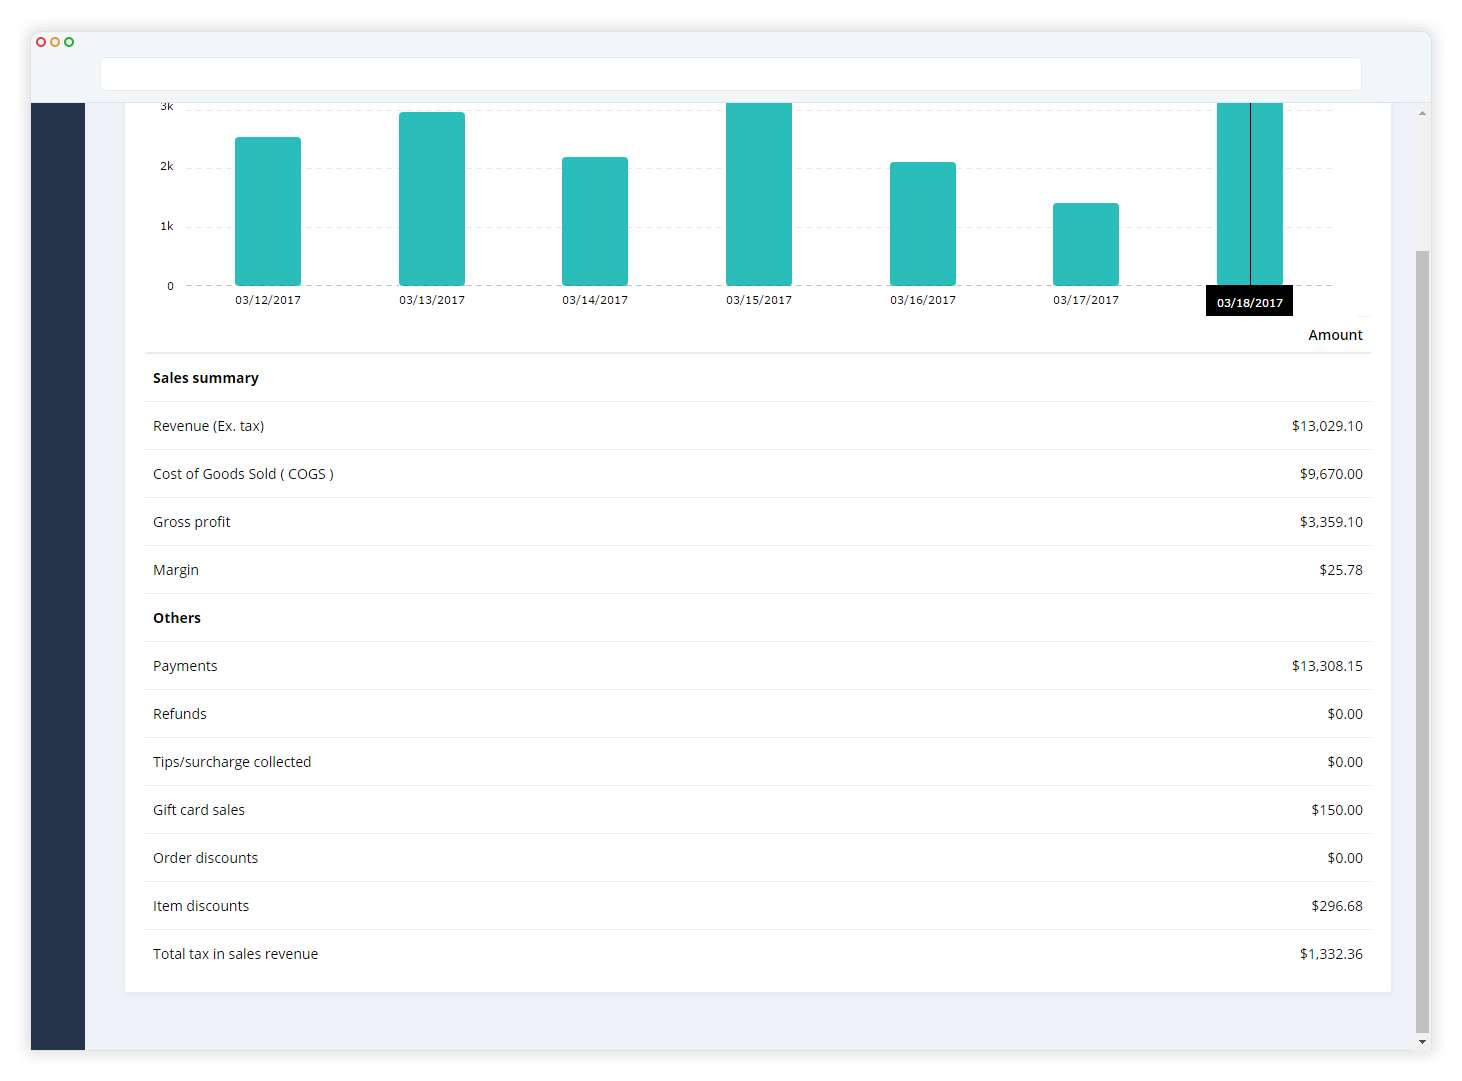 3k
2k
1k
0
03/12/2017 03/13/2017 03/14/2017 03/15/2017 03/16/2017 03/17/2017 03/18/2017
Amount
Sales summary
Revenue (Ex. tax) $13,029.10
Cost of Goods Sold ( COGS ) $9,670.00
Gross profit $3,359.10
Margin $25.78
Others
Payments $13,308.15
Refunds $0.00
Tips/surcharge collected $0.00
Gift card sales $150.00
Order discounts $0.00
Item discounts $296.68
Total tax in sales revenue $1,332.36